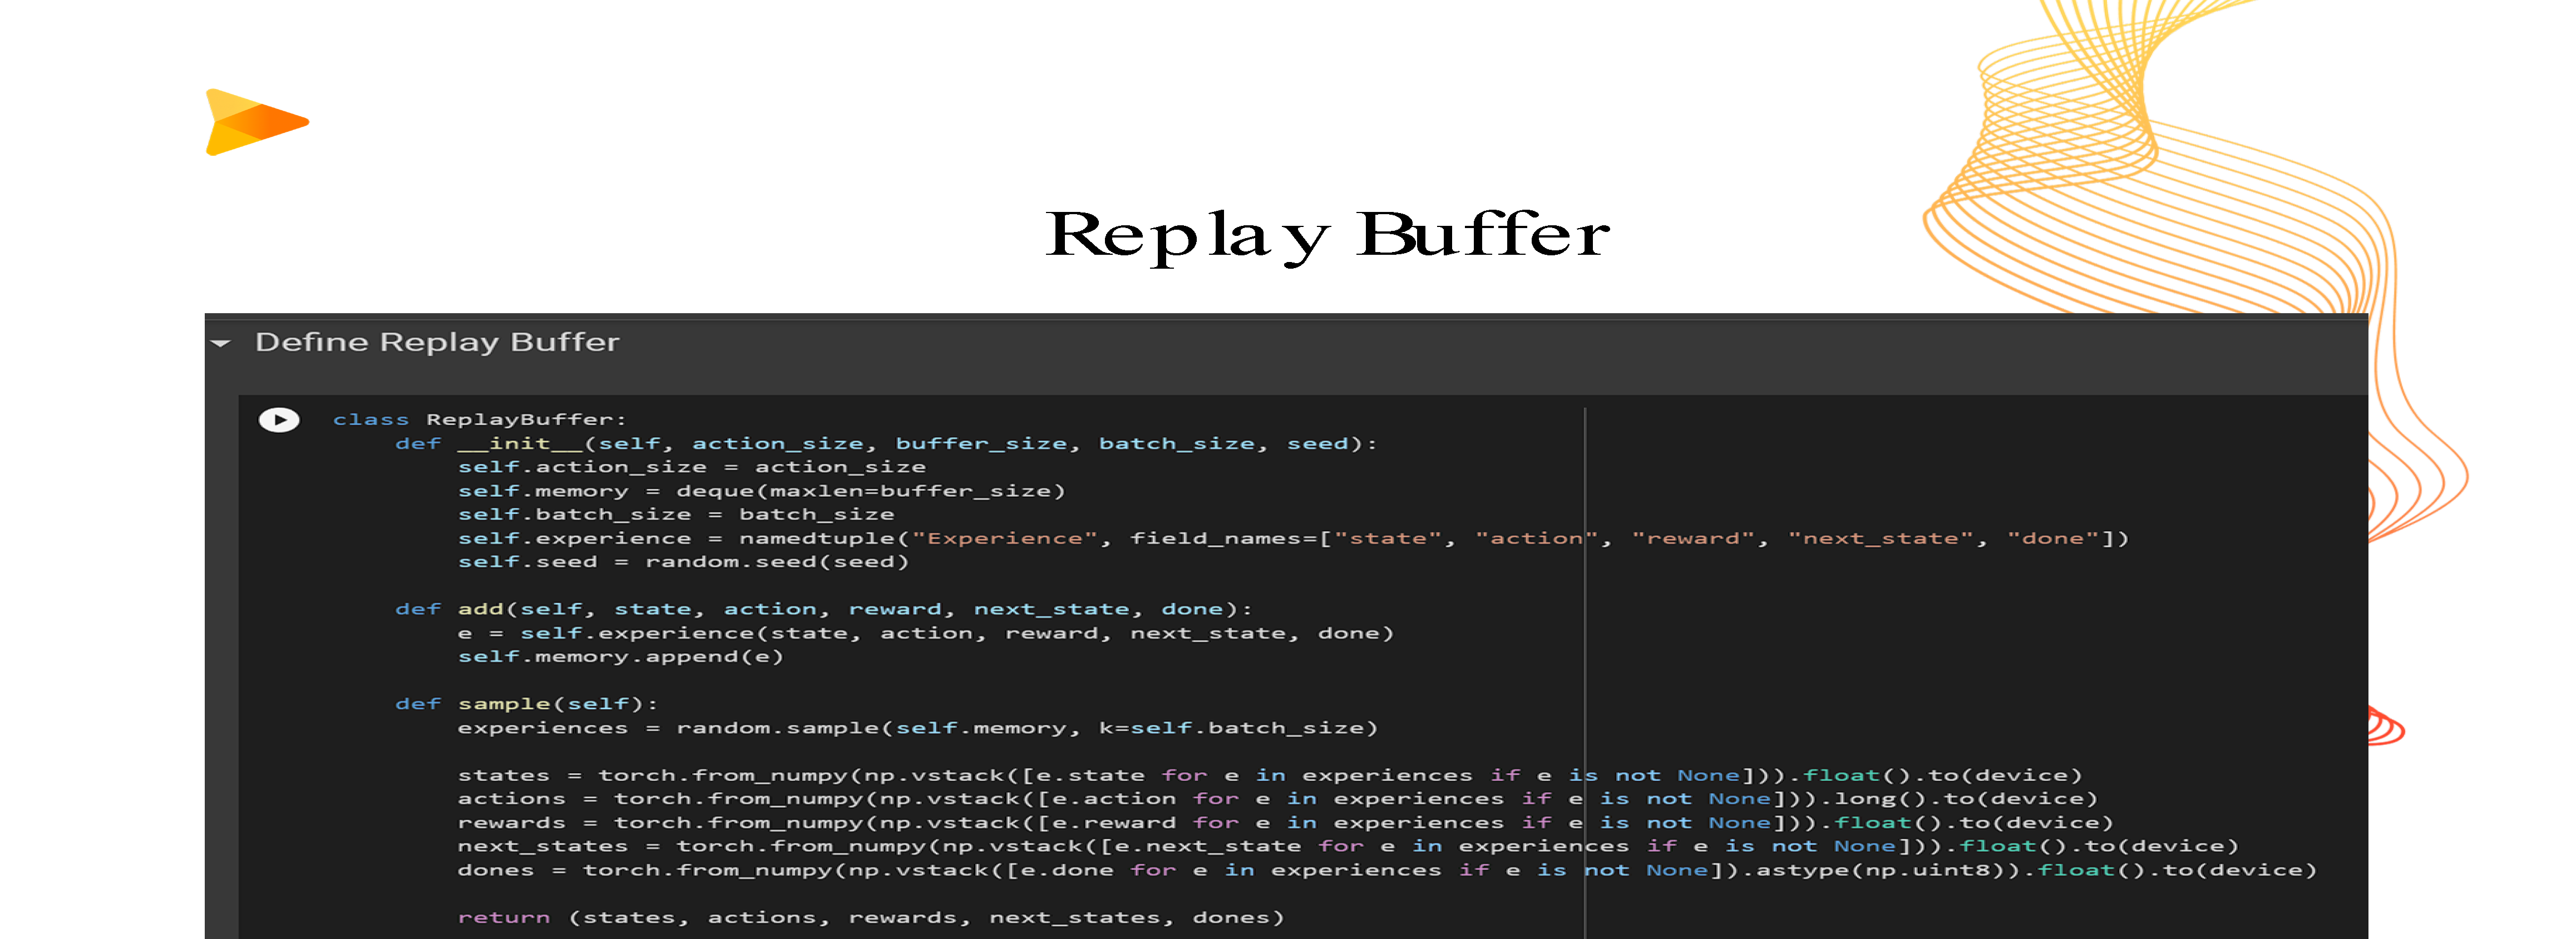 Replay Buffer
Define Replay Buffer
class ReplayBuffer:
    def __init__(self, action_size, buffer_size, batch_size, seed):
        self.action_size = action_size
        self.memory = deque(maxlen=buffer_size)
        self.batch_size = batch_size
        self.experience = namedtuple("Experience", field_names=["state", "action", "reward", "next_state", "done"])
        self.seed = random.seed(seed)
    def add(self, state, action, reward, next_state, done):
        e = self.experience(state, action, reward, next_state, done)
        self.memory.append(e)
    def sample(self):
        experiences = random.sample(self.memory, k=self.batch_size)
        states = torch.from_numpy(np.vstack([e.state for e in experiences if e is not None])).float().to(device)
        actions = torch.from_numpy(np.vstack([e.action for e in experiences if e is not None])).long().to(device)
        rewards = torch.from_numpy(np.vstack([e.reward for e in experiences if e is not None])).float().to(device)
        next_states = torch.from_numpy(np.vstack([e.next_state for e in experiences if e is not None])).float().to(device)
        dones = torch.from_numpy(np.vstack([e.done for e in experiences if e is not None]).astype(np.uint8)).float().to(device)
        return (states, actions, rewards, next_states, dones)